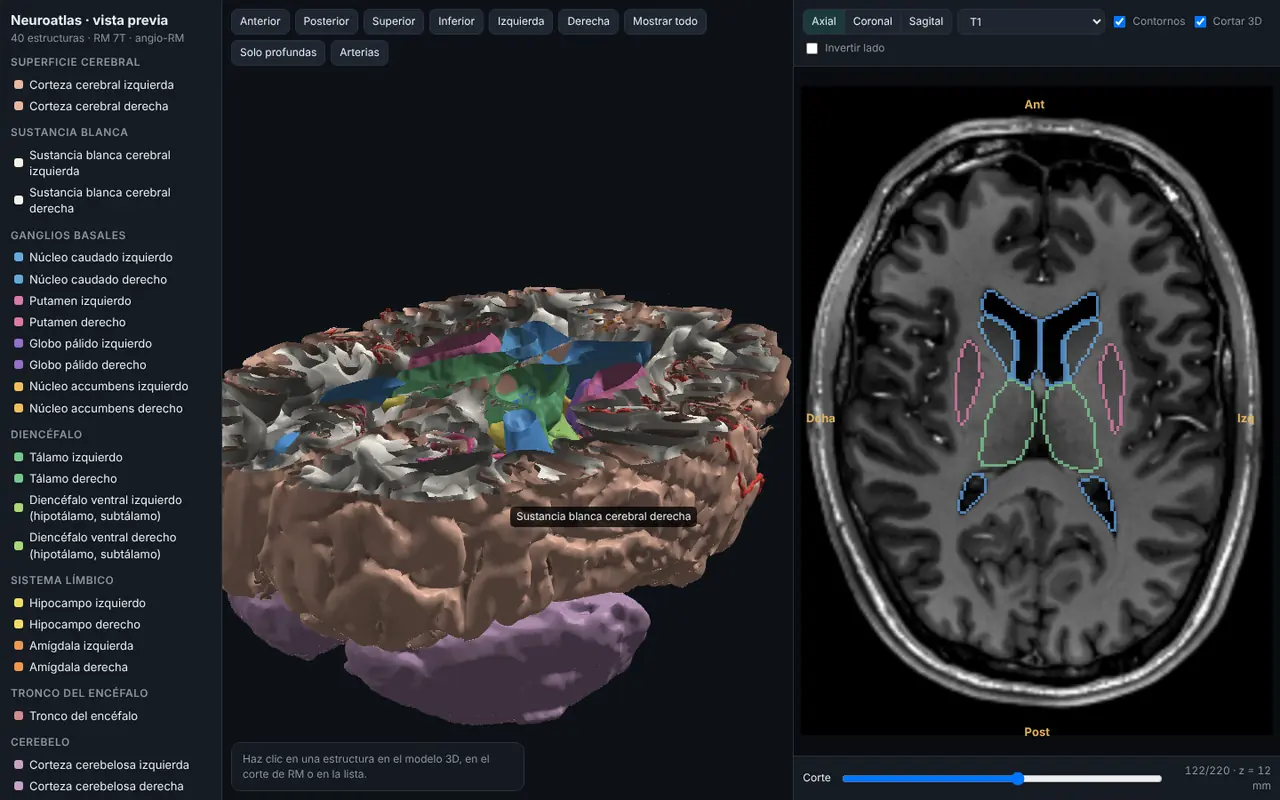 Neuroatlas · vista previa
40 estructuras · RM 7T · angio-RM
SUPERFICIE CEREBRAL
Corteza cerebral izquierda
Corteza cerebral derecha
SUSTANCIA BLANCA
Sustancia blanca cerebral
izquierda
Sustancia blanca cerebral
derecha
GANGLIOS BASALES
Núcleo caudado izquierdo
Núcleo caudado derecho
Putamen izquierdo
Putamen derecho
Globo pálido izquierdo
Globo pálido derecho
Núcleo accumbens izquierdo
Núcleo accumbens derecho
DIENCÉFALO
Tálamo izquierdo
Tálamo derecho
Diencéfalo ventral izquierdo
(hipotálamo, subtálamo)
Diencéfalo ventral derecho
(hipotálamo, subtálamo)
SISTEMA LÍMBICO
Hipocampo izquierdo
Hipocampo derecho
Amígdala izquierda
Amígdala derecha
TRONCO DEL ENCÉFALO
Tronco del encéfalo
CEREBELO
Corteza cerebelosa izquierda
Corteza cerebelosa derecha
Anterior Posterior Superior Inferior Izquierda Derecha Mostrar todo
Solo profundas Arterias
Sustancia blanca cerebral derecha
Haz clic en una estructura en el modelo 3D, en el
corte de RM o en la lista.
Axial Coronal Sagital T1 Contornos Cortar 3D
Invertir lado
Ant
Dcha Izq
Post
Corte 122/220 · z = 12
mm